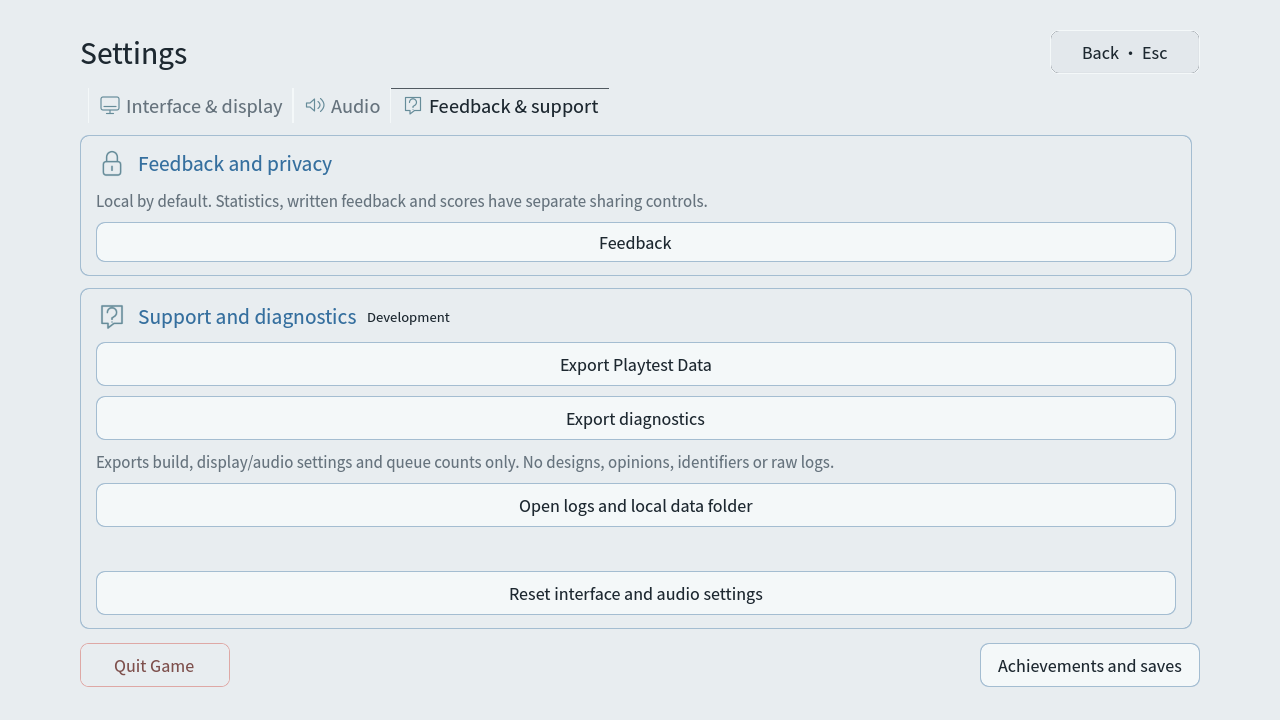 Settings
Back • Esc
Interface & display
Audio
Feedback & support
Feedback and privacy
Local by default. Statistics, written feedback and scores have separate sharing controls.
Feedback
Support and diagnostics Development
Export Playtest Data
Export diagnostics
Exports build, display/audio settings and queue counts only. No designs, opinions, identifiers or raw logs.
Open logs and local data folder
Reset interface and audio settings
Quit Game
Achievements and saves